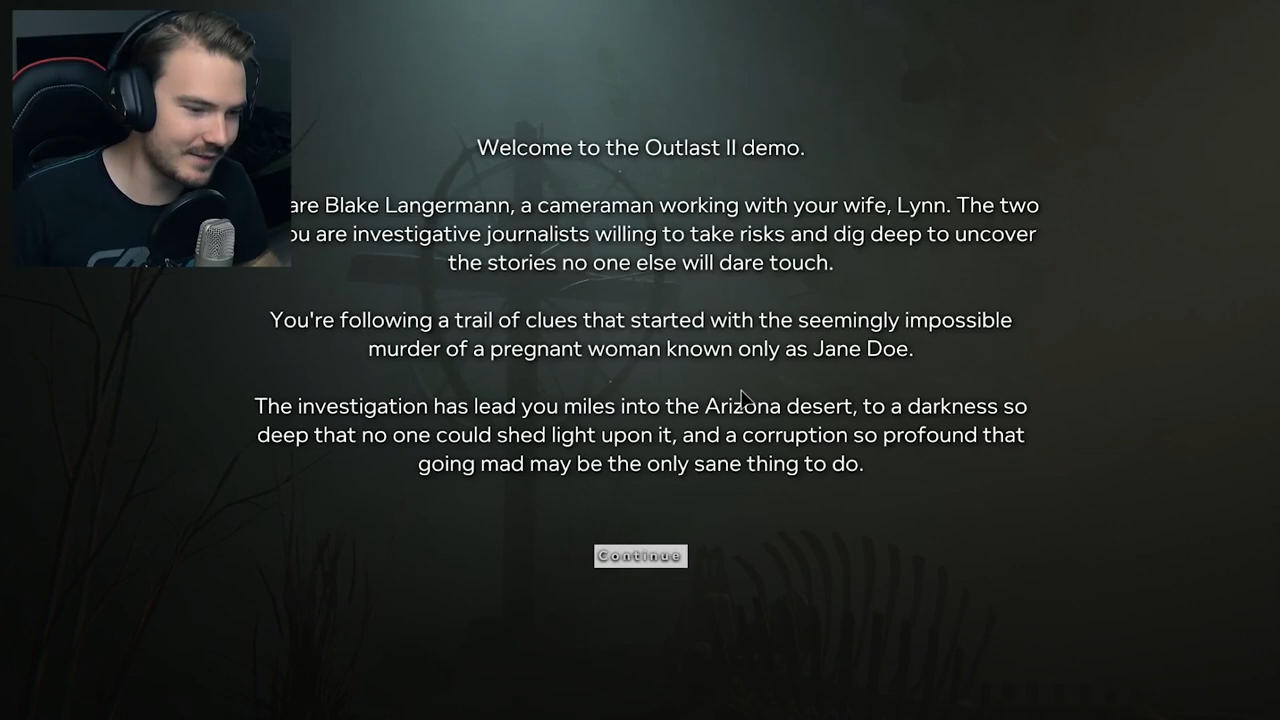 Welcome to the Outlast II demo.
are Blake Langermann, a cameraman working with your wife, Lynn. The two
ou are investigative journalists willing to take risks and dig deep to uncover
the stories no one else will dare touch.
You're following a trail of clues that started with the seemingly impossible
murder of a pregnant woman known only as Jane Doe.
The investigation has lead you miles into the Arizona desert, to a darkness so
deep that no one could shed light upon it, and a corruption so profound that
going mad may be the only sane thing to do.
Continue